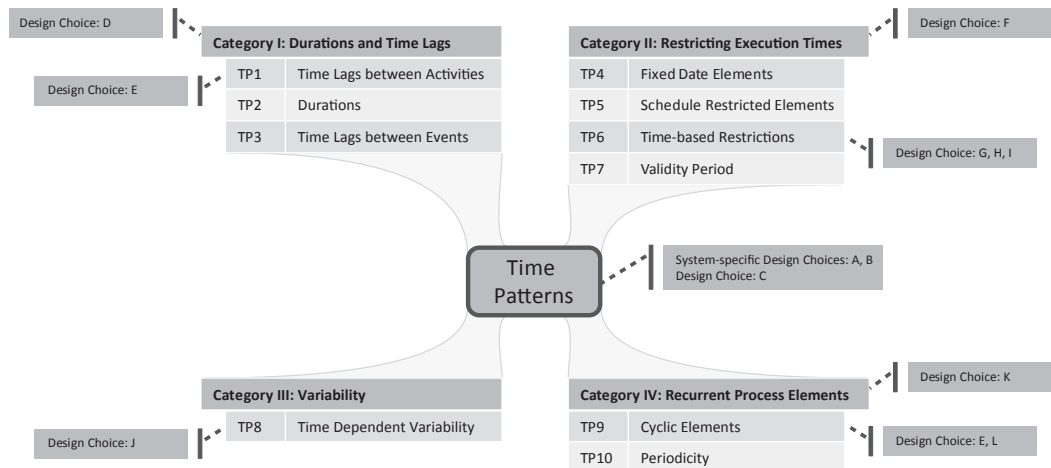 Design Choice: D
Category I: Durations and Time Lags
Design Choice: E
TP1 Time Lags between Activities
TP2 Durations
TP3 Time Lags between Events
Design Choice: F
Category II: Restricting Execution Times
TP4 Fixed Date Elements
TP5 Schedule Restricted Elements
TP6 Time-based Restrictions
TP7 Validity Period
Design Choice: G, H, I
Time
Patterns
System-specific Design Choices: A, B
Design Choice: C
Category III: Variability
TP8 Time Dependent Variability
Design Choice: J
Design Choice: K
Category IV: Recurrent Process Elements
TP9 Cyclic Elements
TP10 Periodicity
Design Choice: E, L